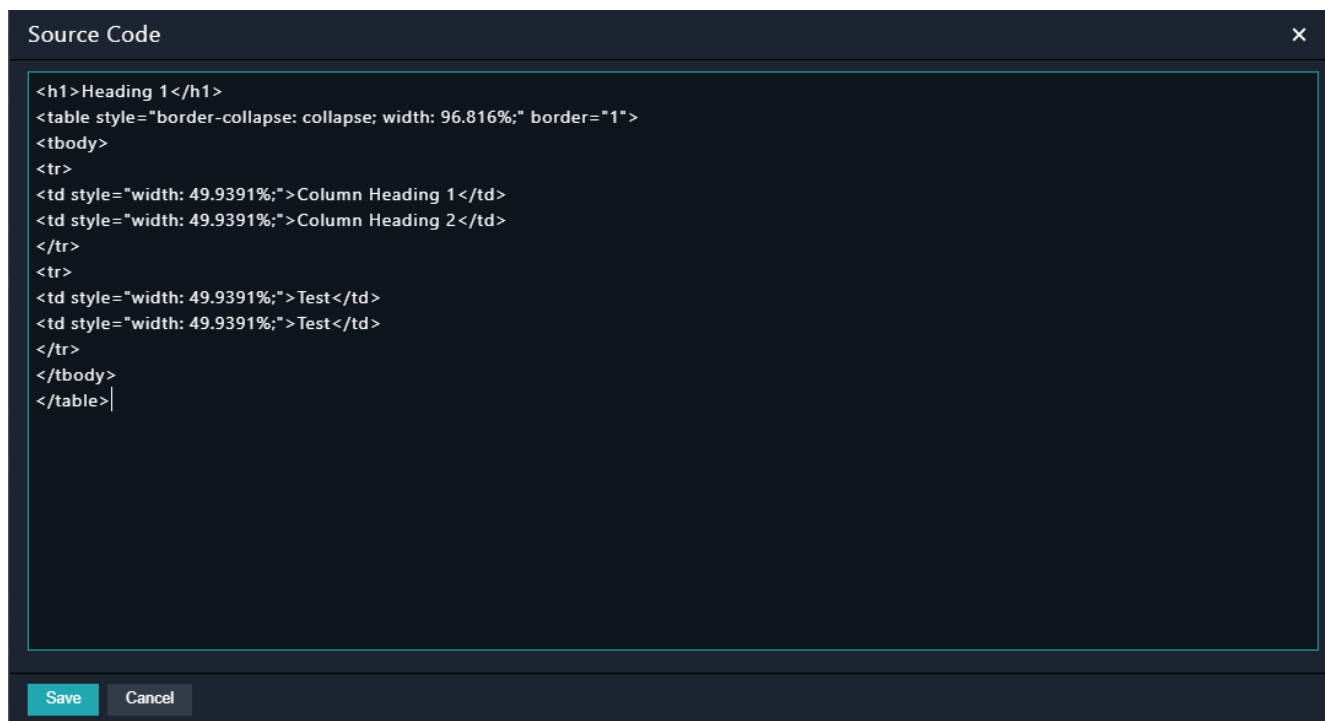 Source Code
<h1>Heading 1</h1>
<table style="border-collapse: collapse; width: 96.816%;" border="1">
<tbody>
<tr>
<td style="width: 49.9391%;">Column Heading 1</td>
<td style="width: 49.9391%;">Column Heading 2</td>
</tr>
<tr>
<td style="width: 49.9391%;">Test</td>
<td style="width: 49.9391%;">Test</td>
</tr>
</tbody>
</table>
Save Cancel